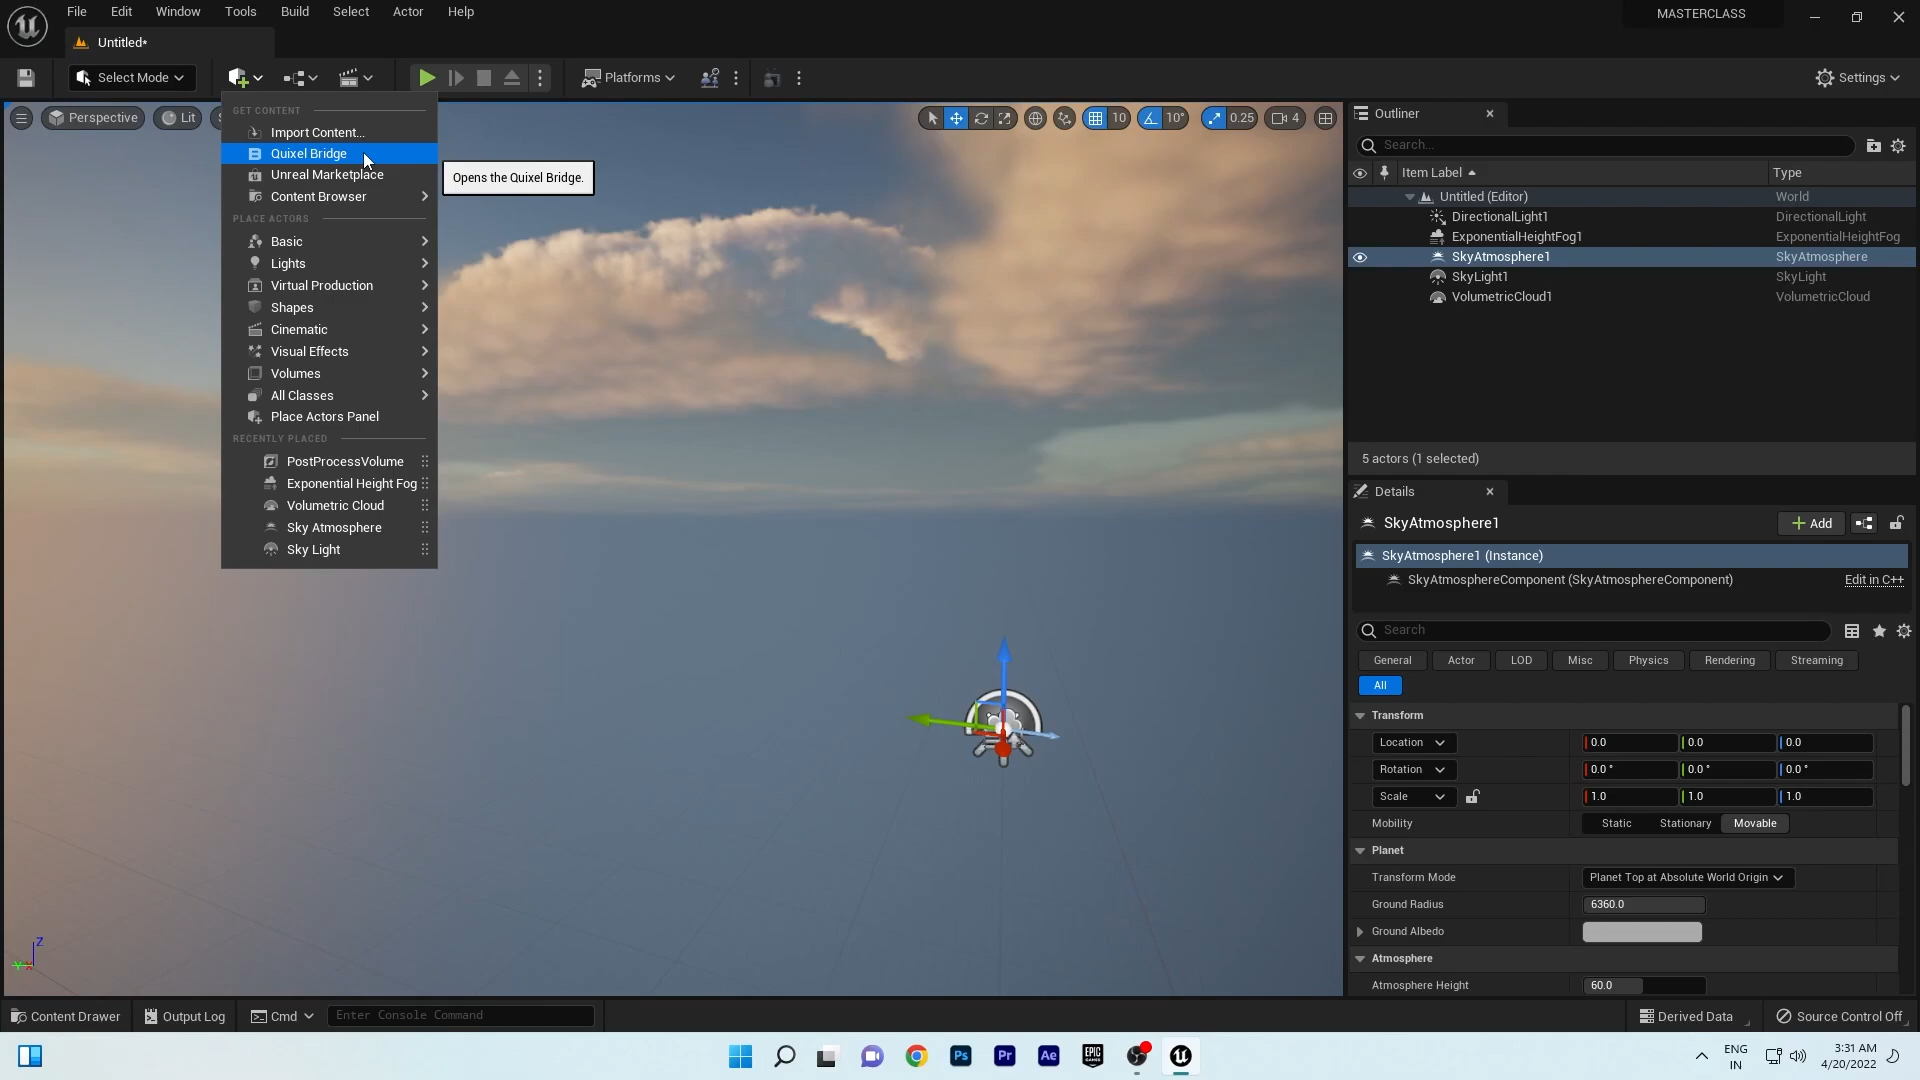 File Edit Window Tools Build Select Actor Help MASTERCLASS
Untitled*
Select Mode Platforms Settings
Perspective Lit 10 10° 0.25 4
GET CONTENT
Import Content...
Quixel Bridge
Opens the Quixel Bridge.
Unreal Marketplace
Content Browser
PLACE ACTORS
Basic
Lights
Virtual Production
Shapes
Cinematic
Visual Effects
Volumes
All Classes
Place Actors Panel
RECENTLY PLACED
PostProcessVolume
Exponential Height Fog
Volumetric Cloud
Sky Atmosphere
Sky Light
Outliner
Search...
Item Label Type
Untitled (Editor) World
DirectionalLight1 DirectionalLight
ExponentialHeightFog1 ExponentialHeightFog
SkyAtmosphere1 SkyAtmosphere
SkyLight1 SkyLight
VolumetricCloud1 VolumetricCloud
5 actors (1 selected)
Details
SkyAtmosphere1 Add
SkyAtmosphere1 (Instance)
SkyAtmosphereComponent (SkyAtmosphereComponent) Edit in C++
Search
General Actor LOD Misc Physics Rendering Streaming
All
Transform
Location 0.0 0.0 0.0
Rotation 0.0 ° 0.0 ° 0.0 °
Scale 1.0 1.0 1.0
Mobility Static Stationary Movable
Planet
Transform Mode Planet Top at Absolute World Origin
Ground Radius 6360.0
Ground Albedo
Atmosphere
Atmosphere Height 60.0
Z
Content Drawer Output Log Cmd Enter Console Command Derived Data Source Control Off
Ps Pr Ae EPIC GAMES
ENG
IN
3:31 AM
4/20/2022